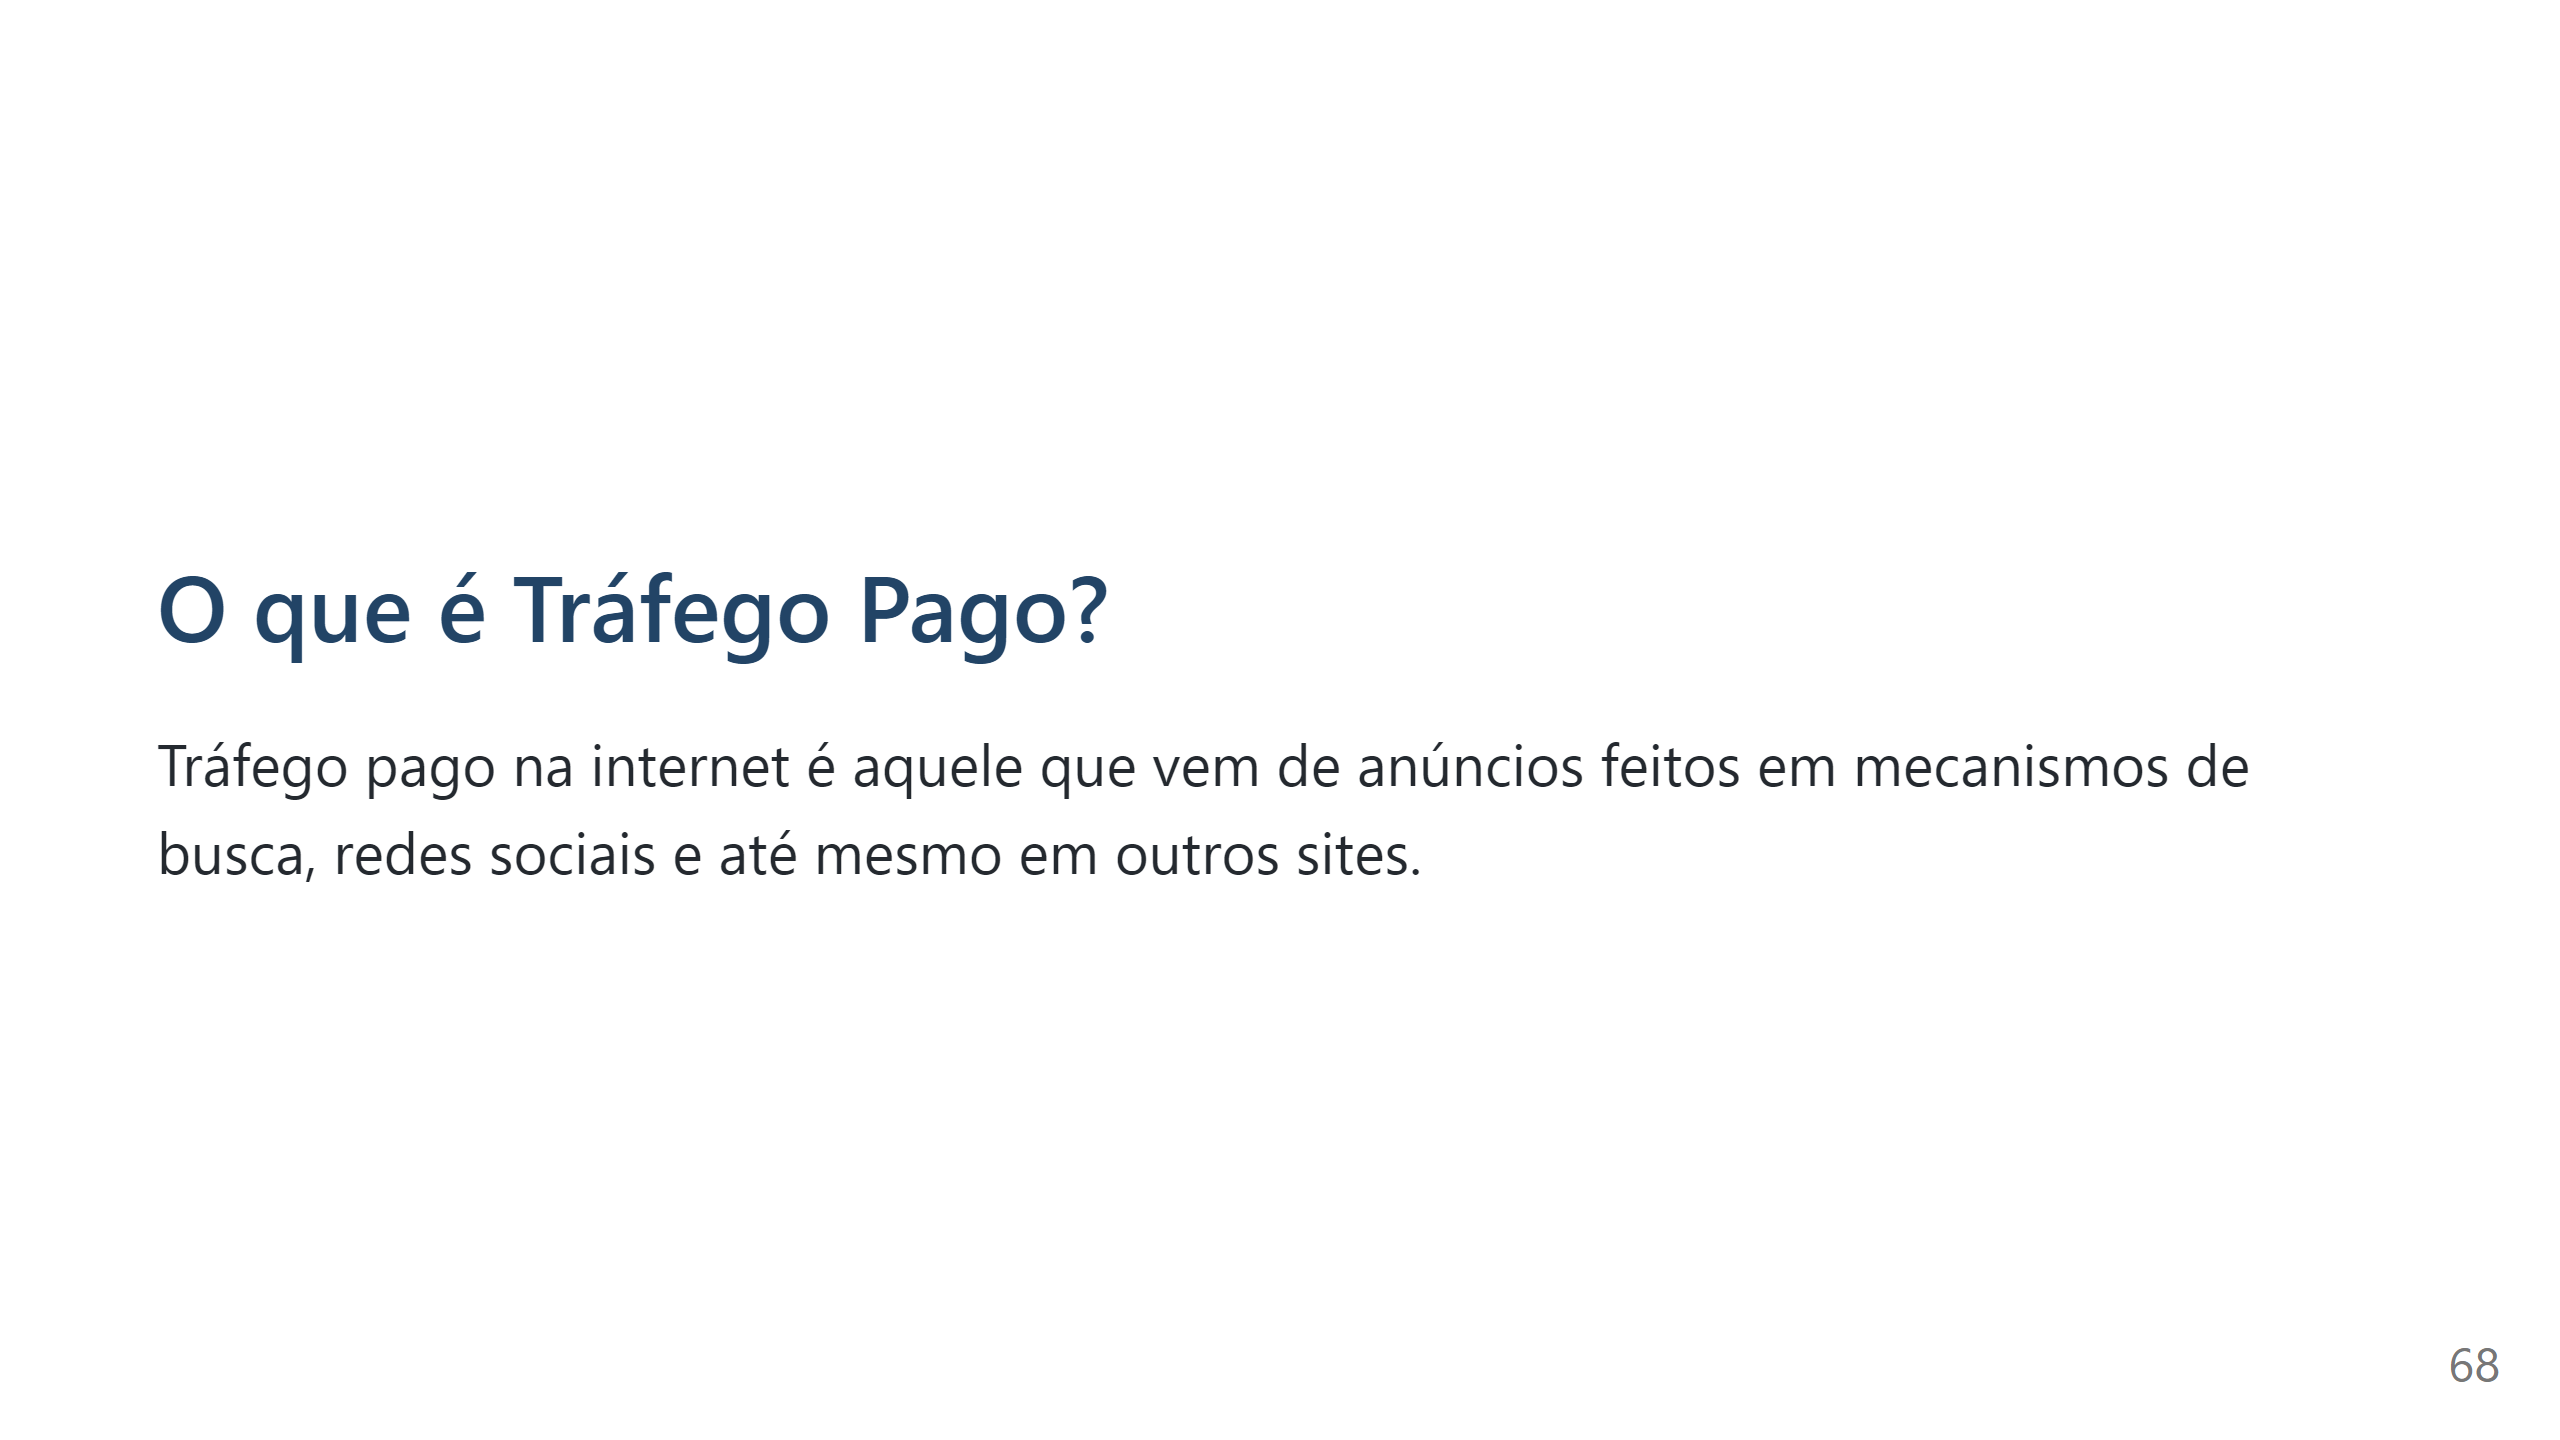 O que é Tráfego Pago?
Tráfego pago na internet é aquele que vem de anúncios feitos em mecanismos de
busca, redes sociais e até mesmo em outros sites.
68